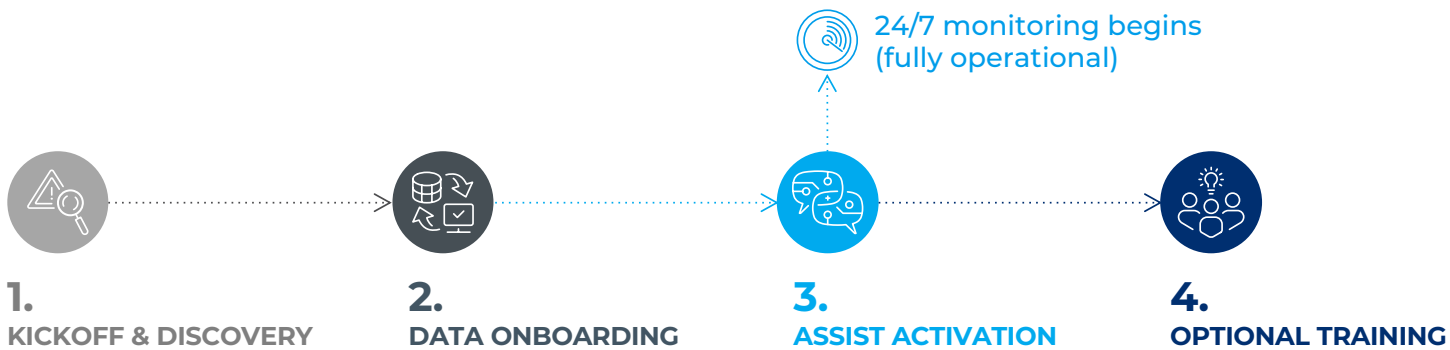 24/7 monitoring begins
(fully operational)
1.
KICKOFF & DISCOVERY
2.
DATA ONBOARDING
3.
ASSIST ACTIVATION
4.
OPTIONAL TRAINING